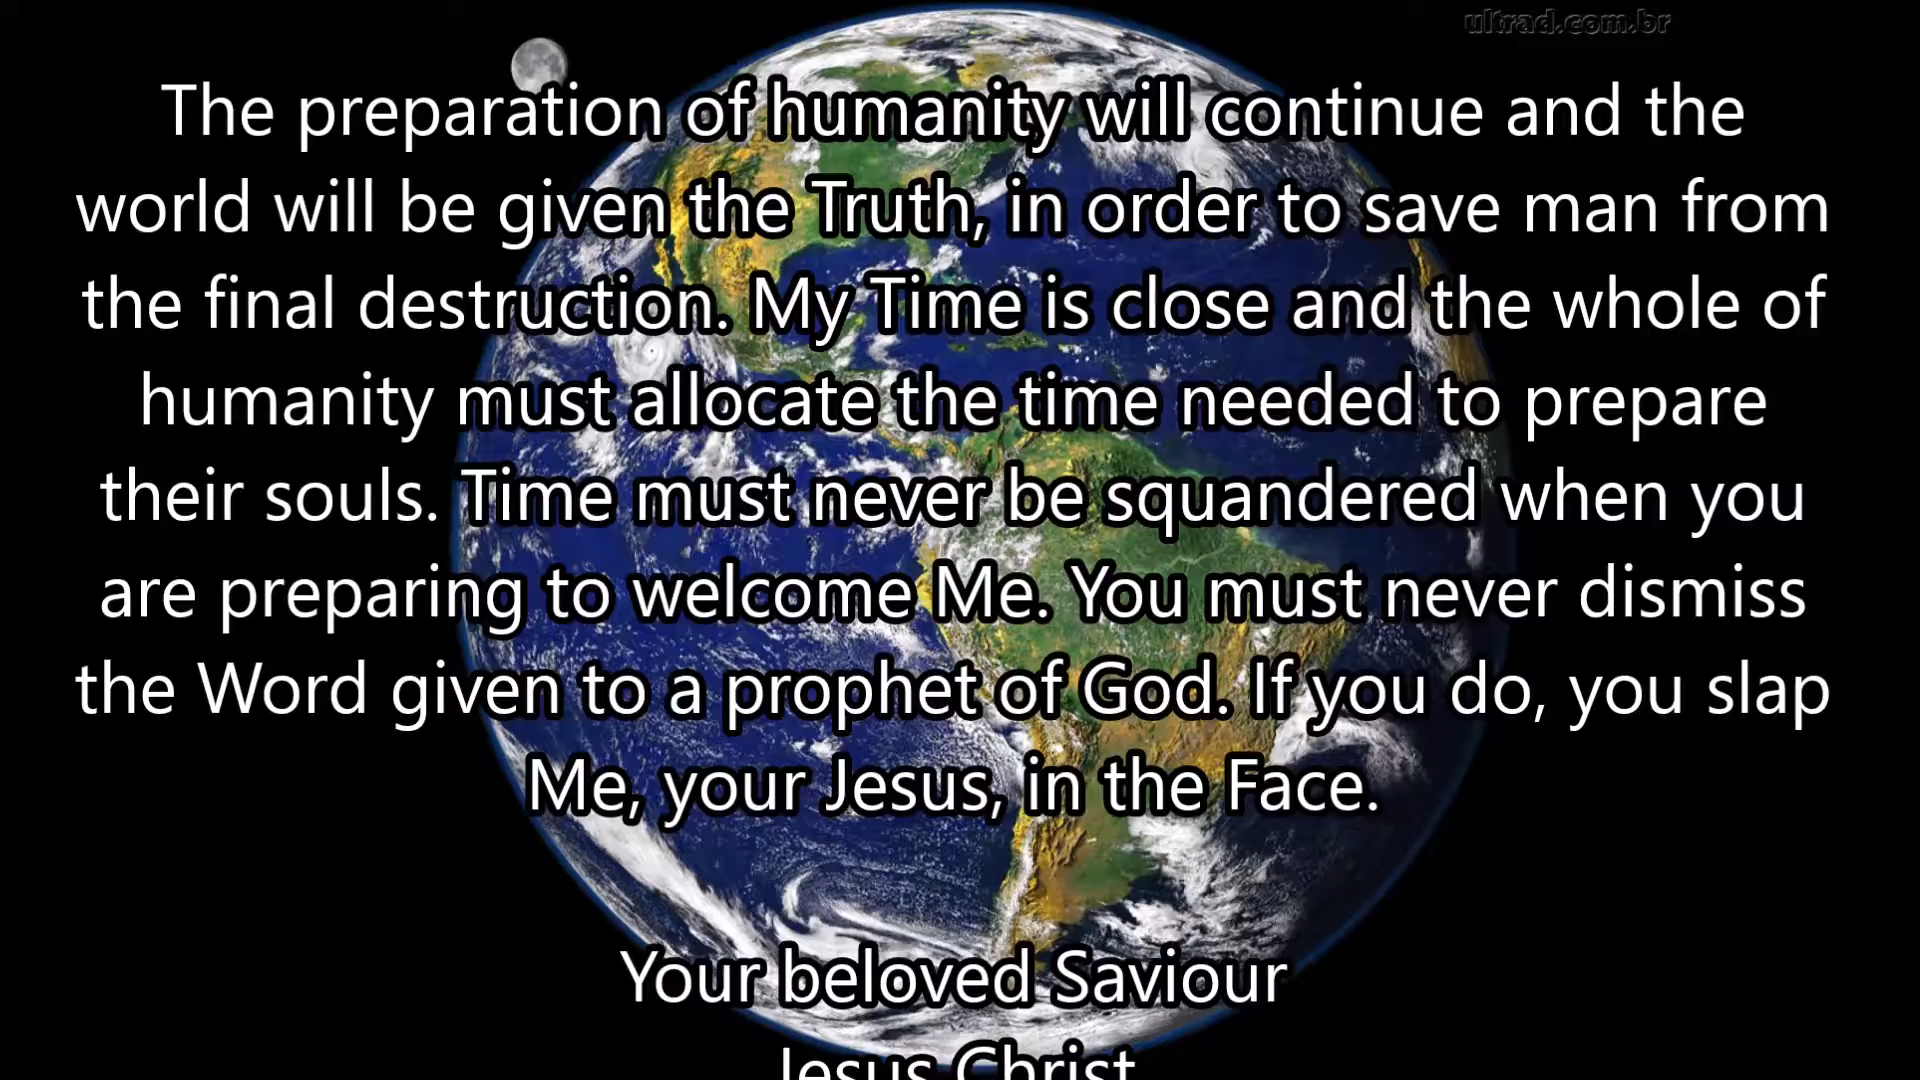 ultrad.com.br
The preparation of humanity will continue and the
world will be given the Truth, in order to save man from
the final destruction. My Time is close and the whole of
humanity must allocate the time needed to prepare
their souls. Time must never be squandered when you
are preparing to welcome Me. You must never dismiss
the Word given to a prophet of God. If you do, you slap
Me, your Jesus, in the Face.
Your beloved Saviour
Jesus Christ